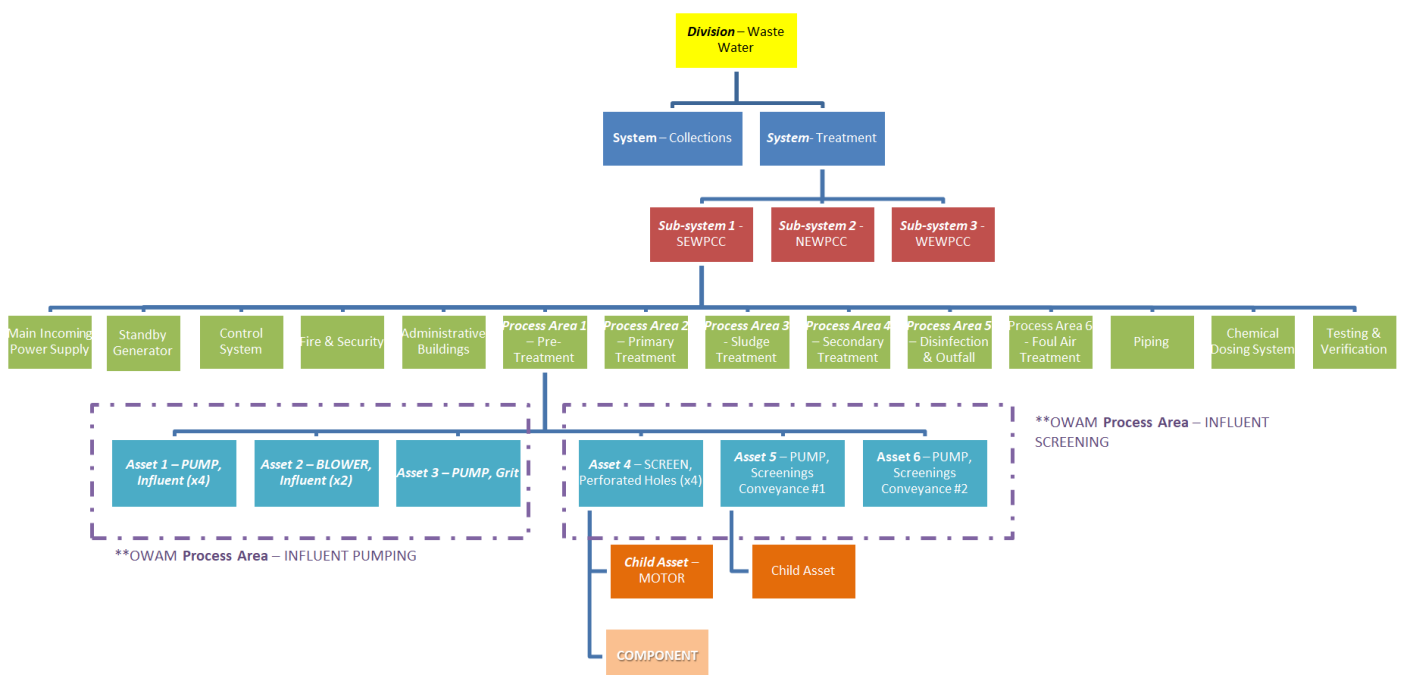 Division – Waste
Water
System – Collections
System- Treatment
Sub-system 1 -
SEWPCC
Sub-system 2 -
NEWPCC
Sub-system 3 -
WEWPCC
Main Incoming
Power Supply
Standby
Generator
Control
System
Fire & Security
Administrative
Buildings
Process Area 1
– Pre-
Treatment
Process Area 2
– Primary
Treatment
Process Area 3
- Sludge
Treatment
Process Area 4
– Secondary
Treatment
Process Area 5
– Disinfection
& Outfall
Process Area 6
- Foul Air
Treatment
Piping
Chemical
Dosing System
Testing &
Verification
Asset 1 – PUMP,
Influent (x4)
Asset 2 – BLOWER,
Influent (x2)
Asset 3 – PUMP, Grit
Asset 4 – SCREEN,
Perforated Holes (x4)
Asset 5 – PUMP,
Screenings
Conveyance #1
Asset 6 – PUMP,
Screenings
Conveyance #2
**OWAM Process Area – INFLUENT
SCREENING
**OWAM Process Area – INFLUENT PUMPING
Child Asset –
MOTOR
Child Asset
COMPONENT